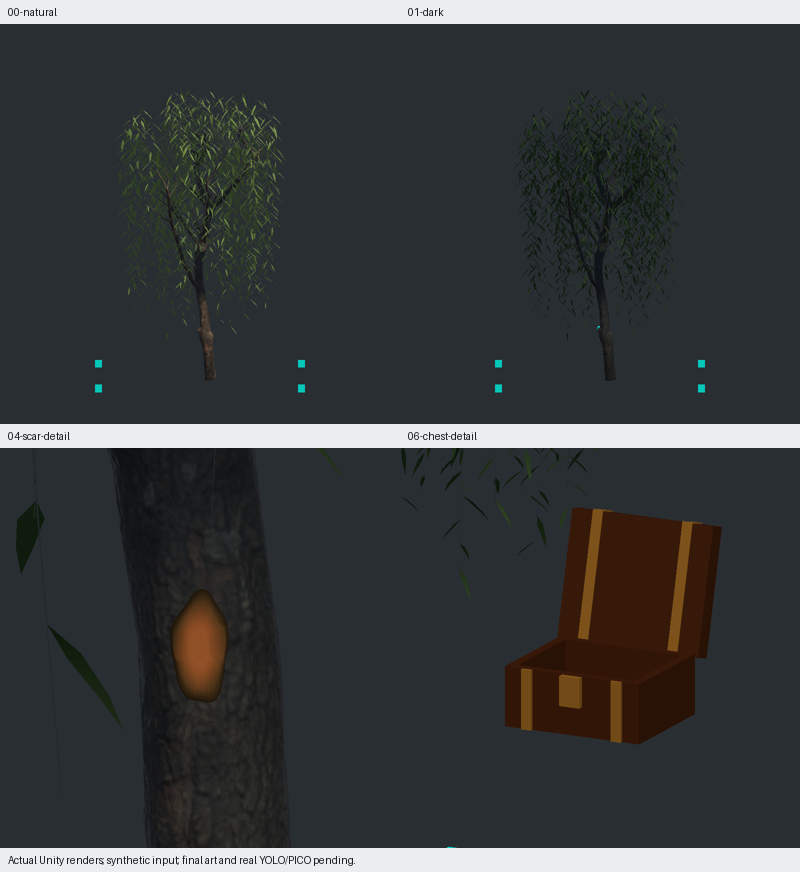 00-natural
01-dark
04-scar-detail
06-chest-detail
Actual Unity renders; synthetic input; final art and real YOLO/PICO pending.